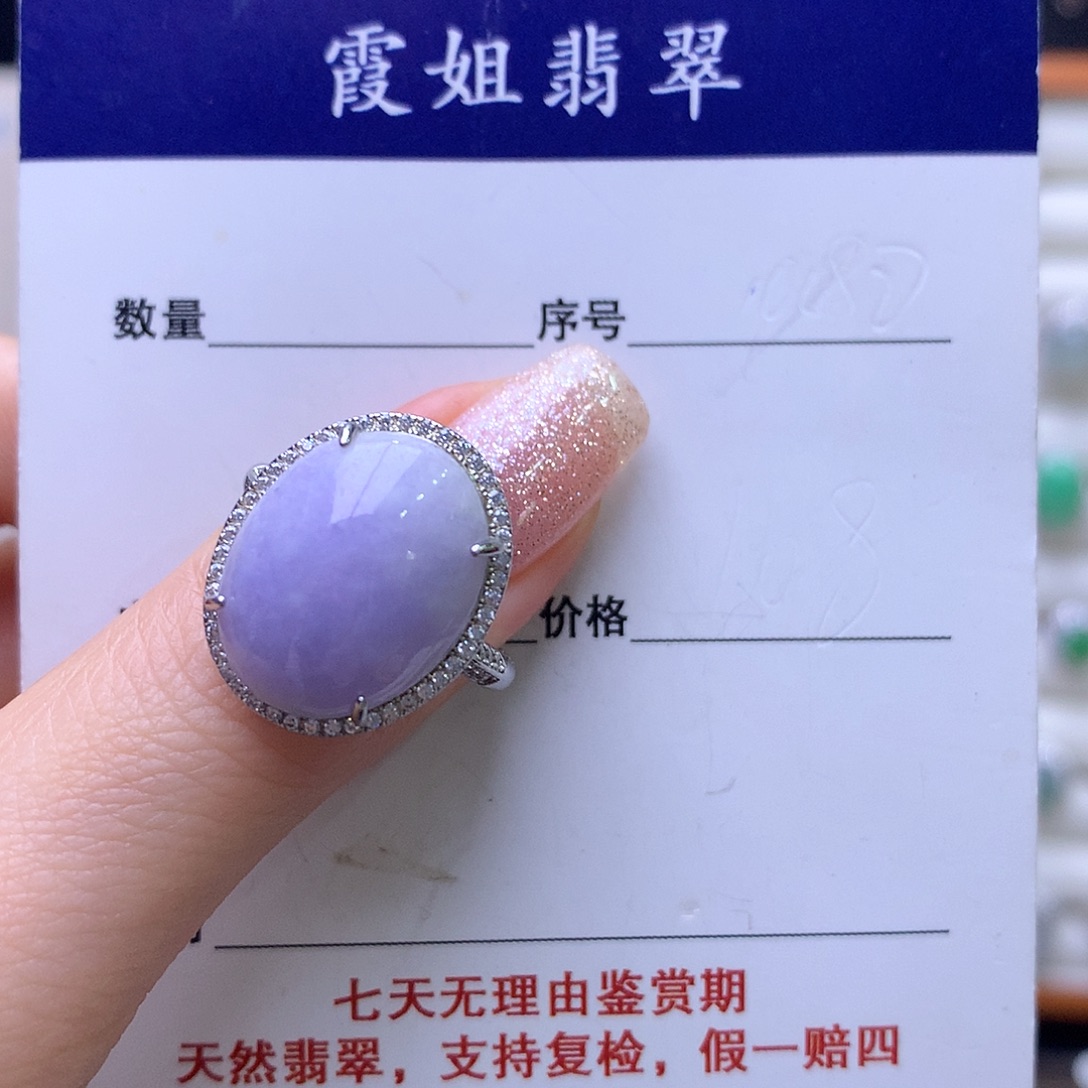 霞姐翡翠
数量 序号
价格
七天无理由鉴赏期
天然翡翠，支持复检，假一赔四